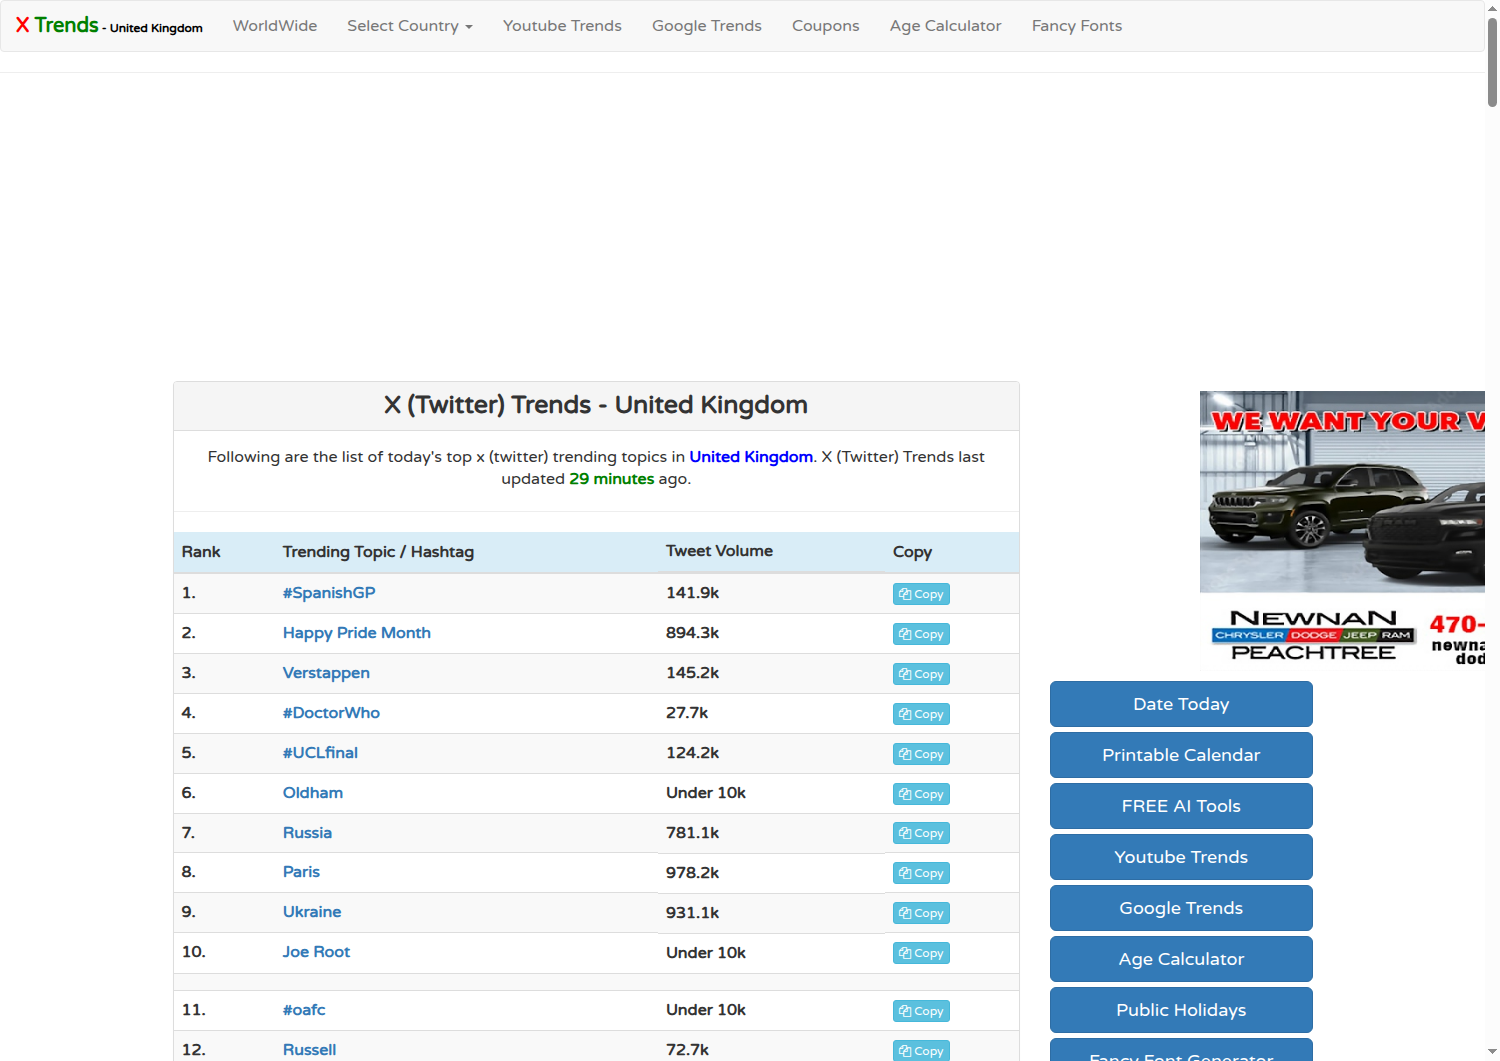 X Trends - United Kingdom WorldWide Select Country Youtube Trends Google Trends Coupons Age Calculator Fancy Fonts
X (Twitter) Trends - United Kingdom
Following are the list of today's top x (twitter) trending topics in United Kingdom. X (Twitter) Trends last
updated 29 minutes ago.
Rank Trending Topic / Hashtag Tweet Volume Copy
1. #SpanishGP 141.9k Copy
2. Happy Pride Month 894.3k Copy
3. Verstappen 145.2k Copy
4. #DoctorWho 27.7k Copy
5. #UCLfinal 124.2k Copy
6. Oldham Under 10k Copy
7. Russia 781.1k Copy
8. Paris 978.2k Copy
9. Ukraine 931.1k Copy
10. Joe Root Under 10k Copy
11. #oafc Under 10k Copy
12. Russell 72.7k Copy
WE WANT YOUR V
NEWNAN 470-
CHRYSLER DODGE JEEP RAM newna
PEACHTREE dod
Date Today
Printable Calendar
FREE AI Tools
Youtube Trends
Google Trends
Age Calculator
Public Holidays
Fancy Font Generator